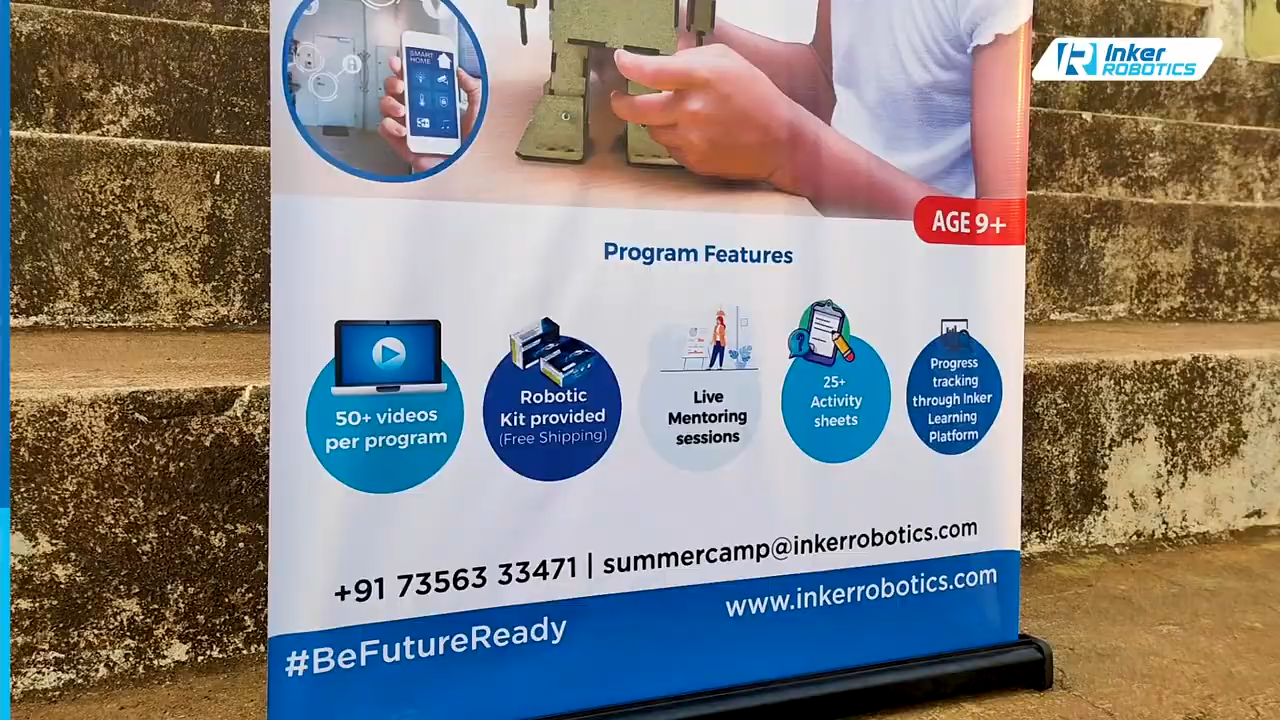 SMART
HOME
Inker
ROBOTICS
AGE 9+
Program Features
50+ videos
per program
Robotic
Kit provided
(Free Shipping)
Live
Mentoring
sessions
25+
Activity
sheets
Progress
tracking
through Inker
Learning
Platform
+91 73563 33471 | summercamp@inkerrobotics.com
www.inkerrobotics.com
#BeFutureReady